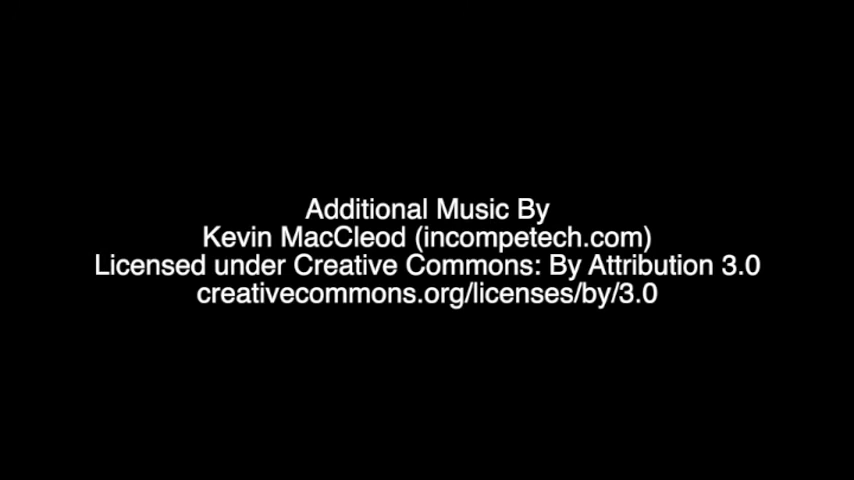 Additional Music By
Kevin MacCleod (incompetech.com)
Licensed under Creative Commons: By Attribution 3.0
creativecommons.org/licenses/by/3.0